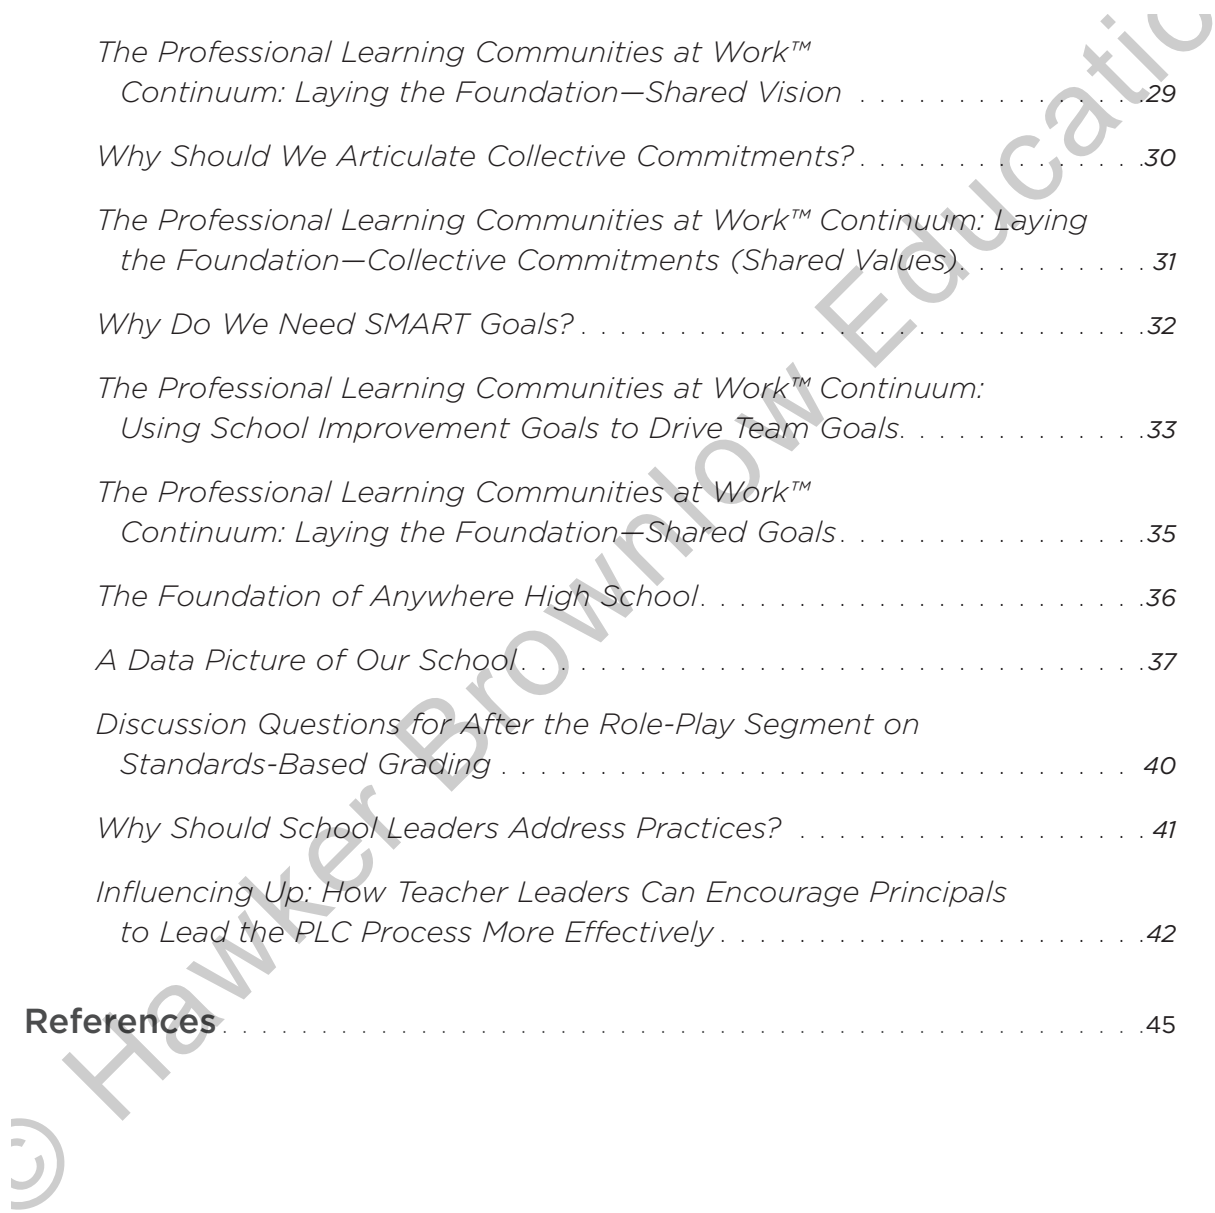 The Professional Learning Communities at Work™
Continuum: Laying the Foundation—Shared Vision . . . . . . . . . . . . . . .29
Why Should We Articulate Collective Commitments? . . . . . . . . . . . . . . .30
The Professional Learning Communities at Work™ Continuum: Laying
the Foundation—Collective Commitments (Shared Values). . . . . . . . . . 31
Why Do We Need SMART Goals? . . . . . . . . . . . . . . . . . . . . . . . . . . . . .32
The Professional Learning Communities at Work™ Continuum:
Using School Improvement Goals to Drive Team Goals. . . . . . . . . . . . .33
The Professional Learning Communities at Work™
Continuum: Laying the Foundation—Shared Goals . . . . . . . . . . . . . . . .35
The Foundation of Anywhere High School . . . . . . . . . . . . . . . . . . . . . . .36
A Data Picture of Our School . . . . . . . . . . . . . . . . . . . . . . . . . . . . . . . .37
Discussion Questions for After the Role-Play Segment on
Standards-Based Grading . . . . . . . . . . . . . . . . . . . . . . . . . . . . . . . . 40
Why Should School Leaders Address Practices? . . . . . . . . . . . . . . . . . . 41
Influencing Up: How Teacher Leaders Can Encourage Principals
to Lead the PLC Process More Effectively . . . . . . . . . . . . . . . . . . . . . .42
References . . . . . . . . . . . . . . . . . . . . . . . . . . . . . . . . . . . . . . . . . . . . . . .45
© Hawker Brownlow Educatio